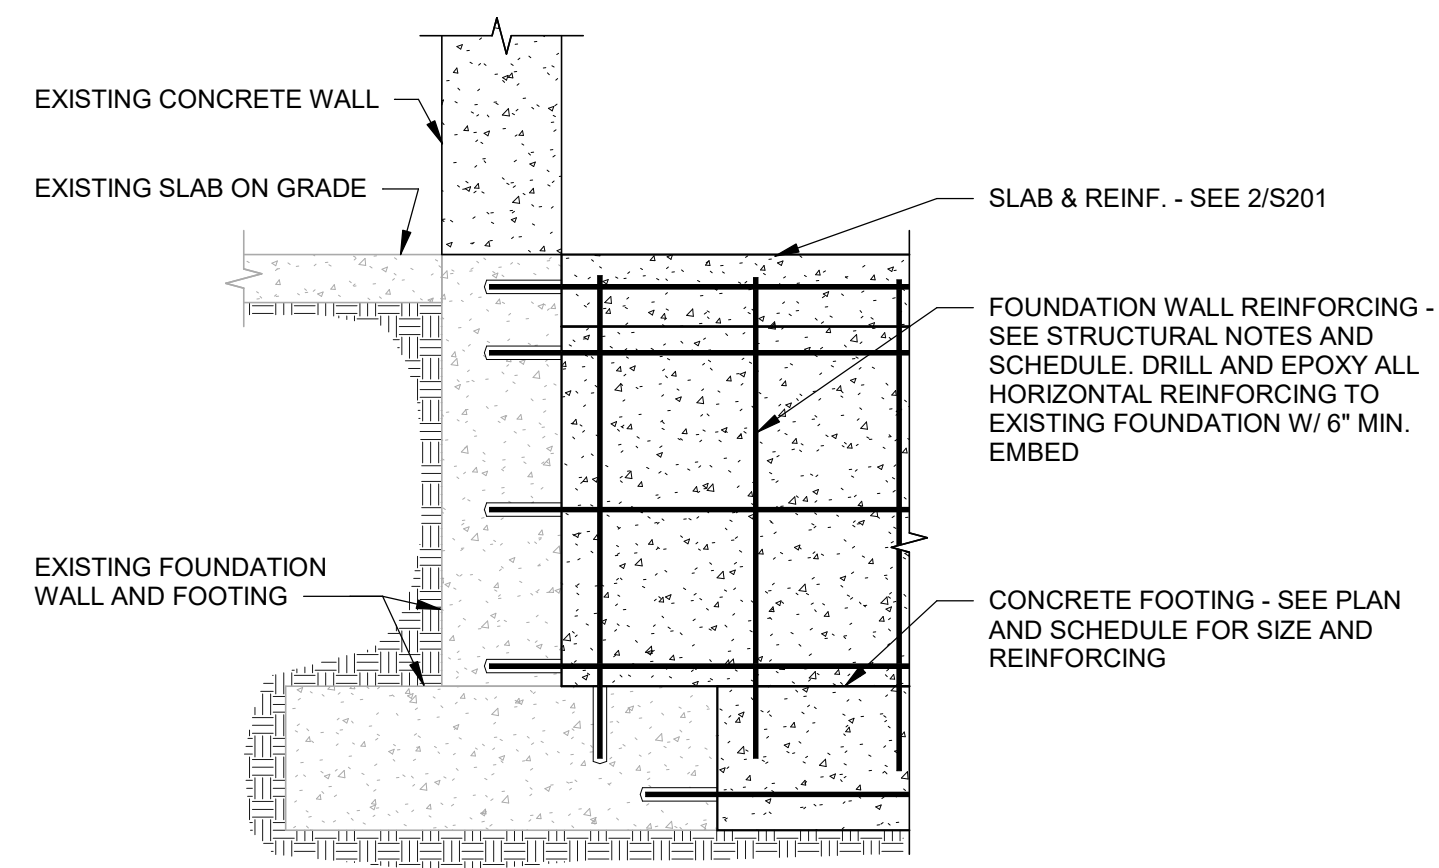 EXISTING CONCRETE WALL
EXISTING SLAB ON GRADE
EXISTING FOUNDATION
WALL AND FOOTING
SLAB & REINF. - SEE 2/S201
FOUNDATION WALL REINFORCING -
SEE STRUCTURAL NOTES AND
SCHEDULE. DRILL AND EPOXY ALL
HORIZONTAL REINFORCING TO
EXISTING FOUNDATION W/ 6" MIN.
EMBED
CONCRETE FOOTING - SEE PLAN
AND SCHEDULE FOR SIZE AND
REINFORCING